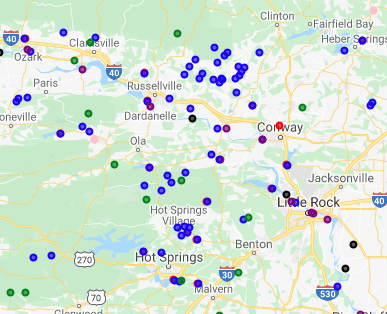 Clinton
Fairfield Bay
40
Clarksville
Heber Springs
Ozark
40
Paris
Russellville
Dardanelle
Conway
Ola
Jacksonville
40
Little Rock
Hot Springs
Village
Benton
270
Hot Springs
30
70
Malvern
530
Glenwood